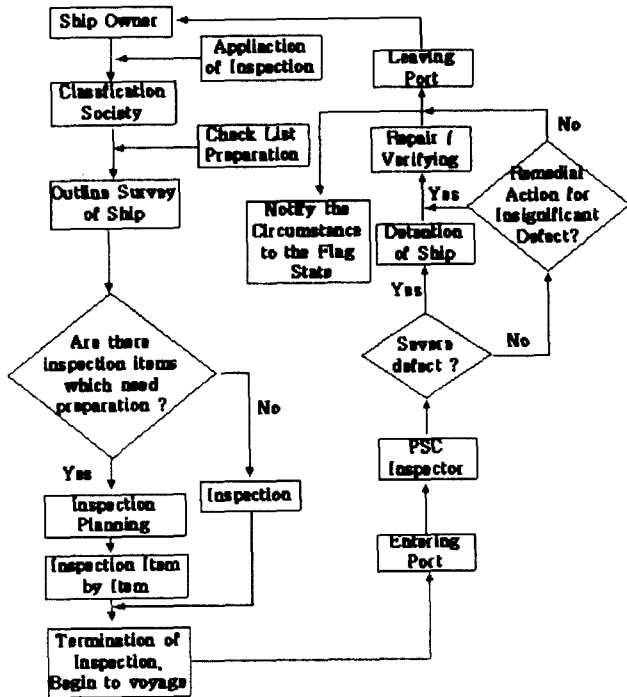 Ship Owner
Appliaction
of Inspection
Classfication
Society
Check List
Preparation
Outline Survey
of Ship
Are there
inspection items
which need
preparation ?
No
Yes
Inspection
Planning
Inspection
Inspection Item
by Item
Termination of
Inspection,
Begin to voyage
Entering
Port
PSC
Inspector
Severe
defect ?
Yes
No
Detention
of Ship
Yes
Remedial
Action for
Insignificant
Defect?
No
Repair /
Verifying
Notify the
Circumstance
to the Flag
State
Leaving
Port